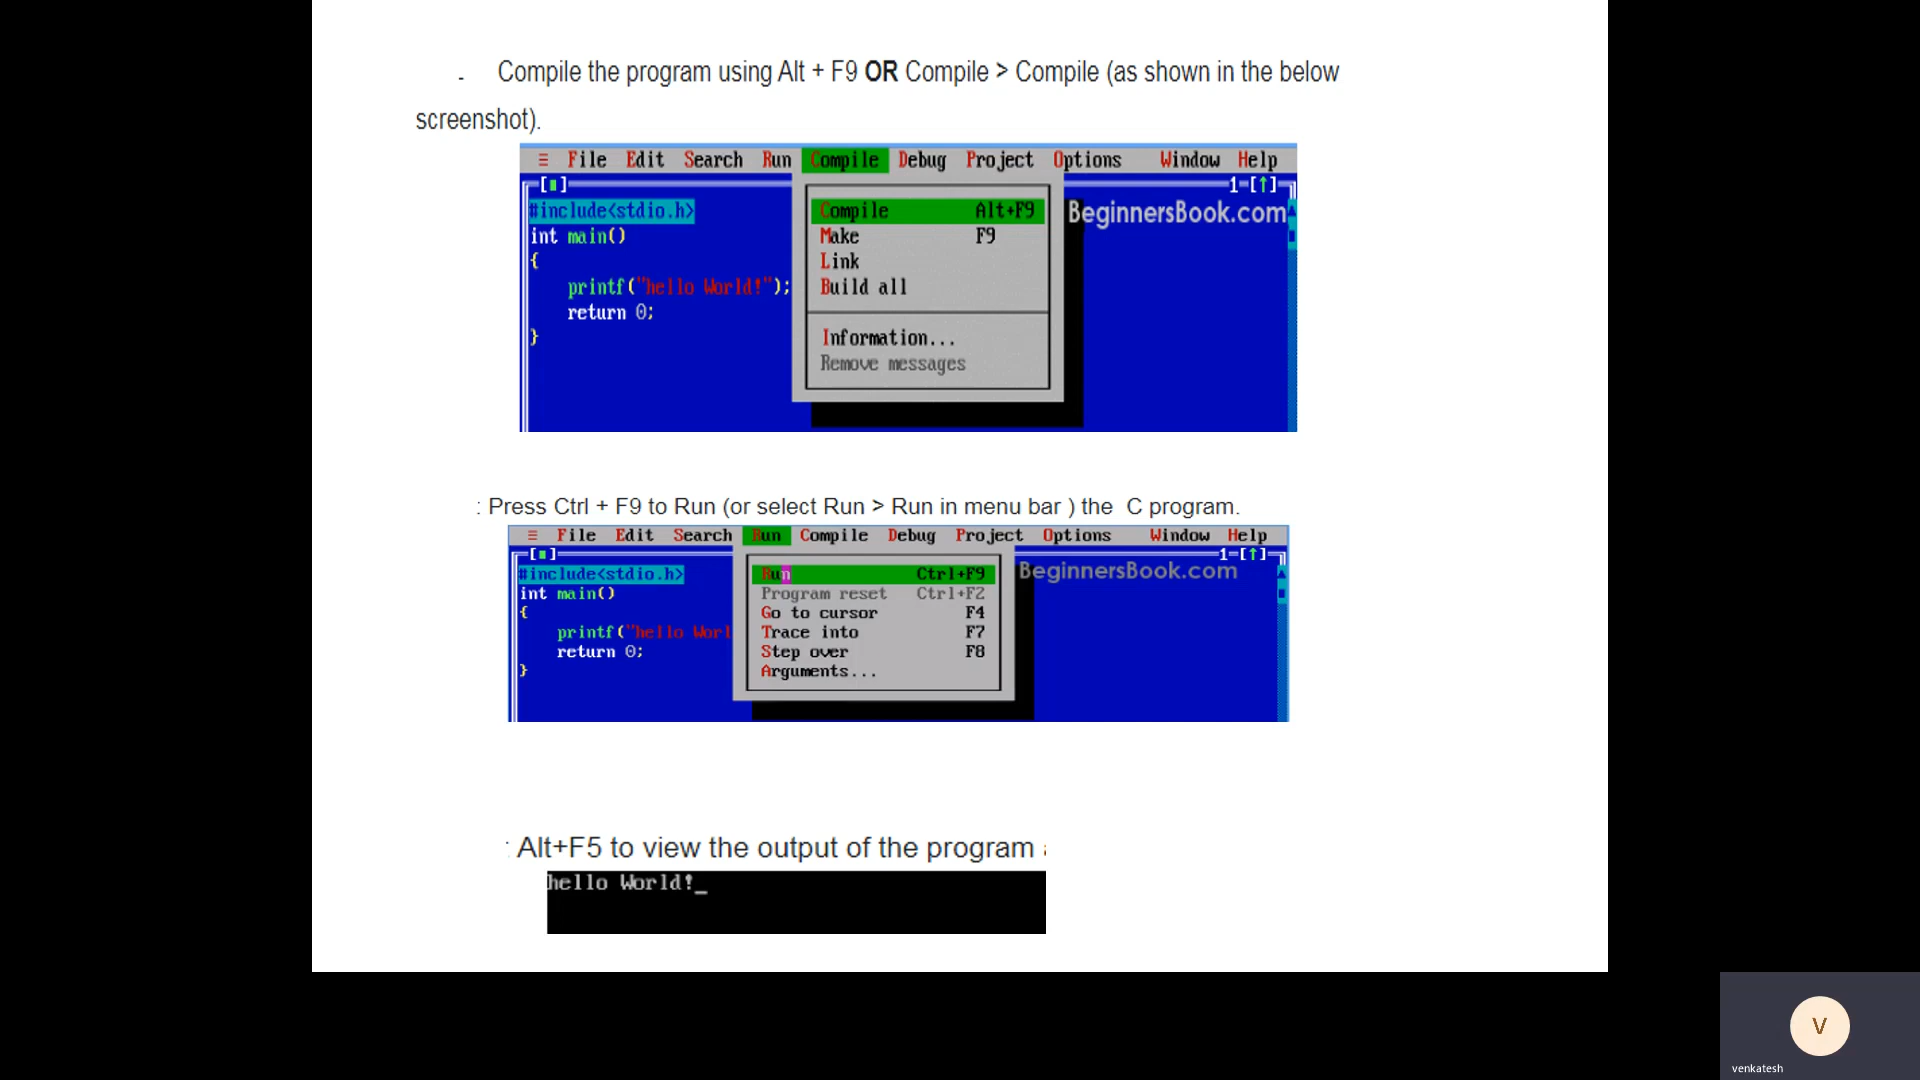 - Compile the program using Alt + F9 OR Compile > Compile (as shown in the below
screenshot).
≡ File Edit Search Run Compile Debug Project Options Window Help
[■] 1=[↑]
#include<stdio.h> Compile Alt+F9 BeginnersBook.com
int main() Make F9
{ Link
printf("hello World!"); Build all
return 0;
} Information...
Remove messages
: Press Ctrl + F9 to Run (or select Run > Run in menu bar ) the C program.
≡ File Edit Search Run Compile Debug Project Options Window Help
[■] 1=[↑]
#include<stdio.h> Run Ctrl+F9 BeginnersBook.com
int main() Program reset Ctrl+F2
{ Go to cursor F4
printf("hello Worl Trace into F7
return 0; Step over F8
} Arguments...
: Alt+F5 to view the output of the program
hello World!_
V
venkatesh